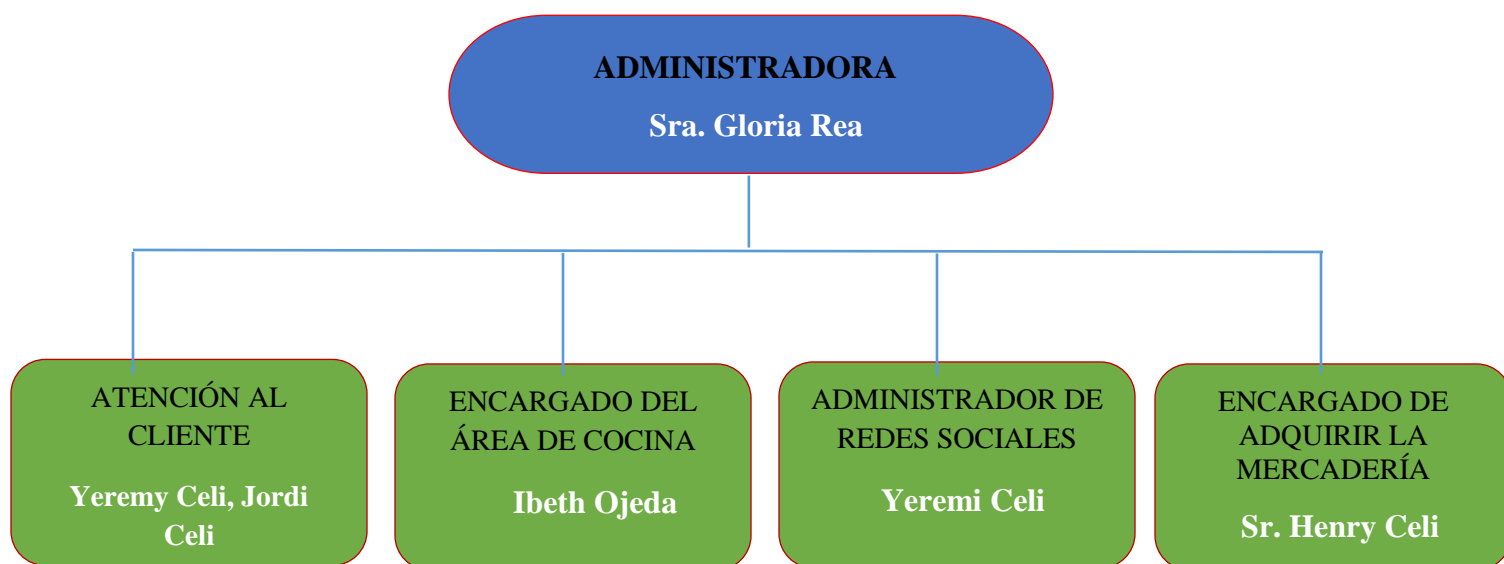 ADMINISTRADORA
Sra. Gloria Rea
ATENCIÓN AL
CLIENTE
Yeremy Celi, Jordi
Celi
ENCARGADO DEL
ÁREA DE COCINA
Ibeth Ojeda
ADMINISTRADOR DE
REDES SOCIALES
Yeremi Celi
ENCARGADO DE
ADQUIRIR LA
MERCADERÍA
Sr. Henry Celi